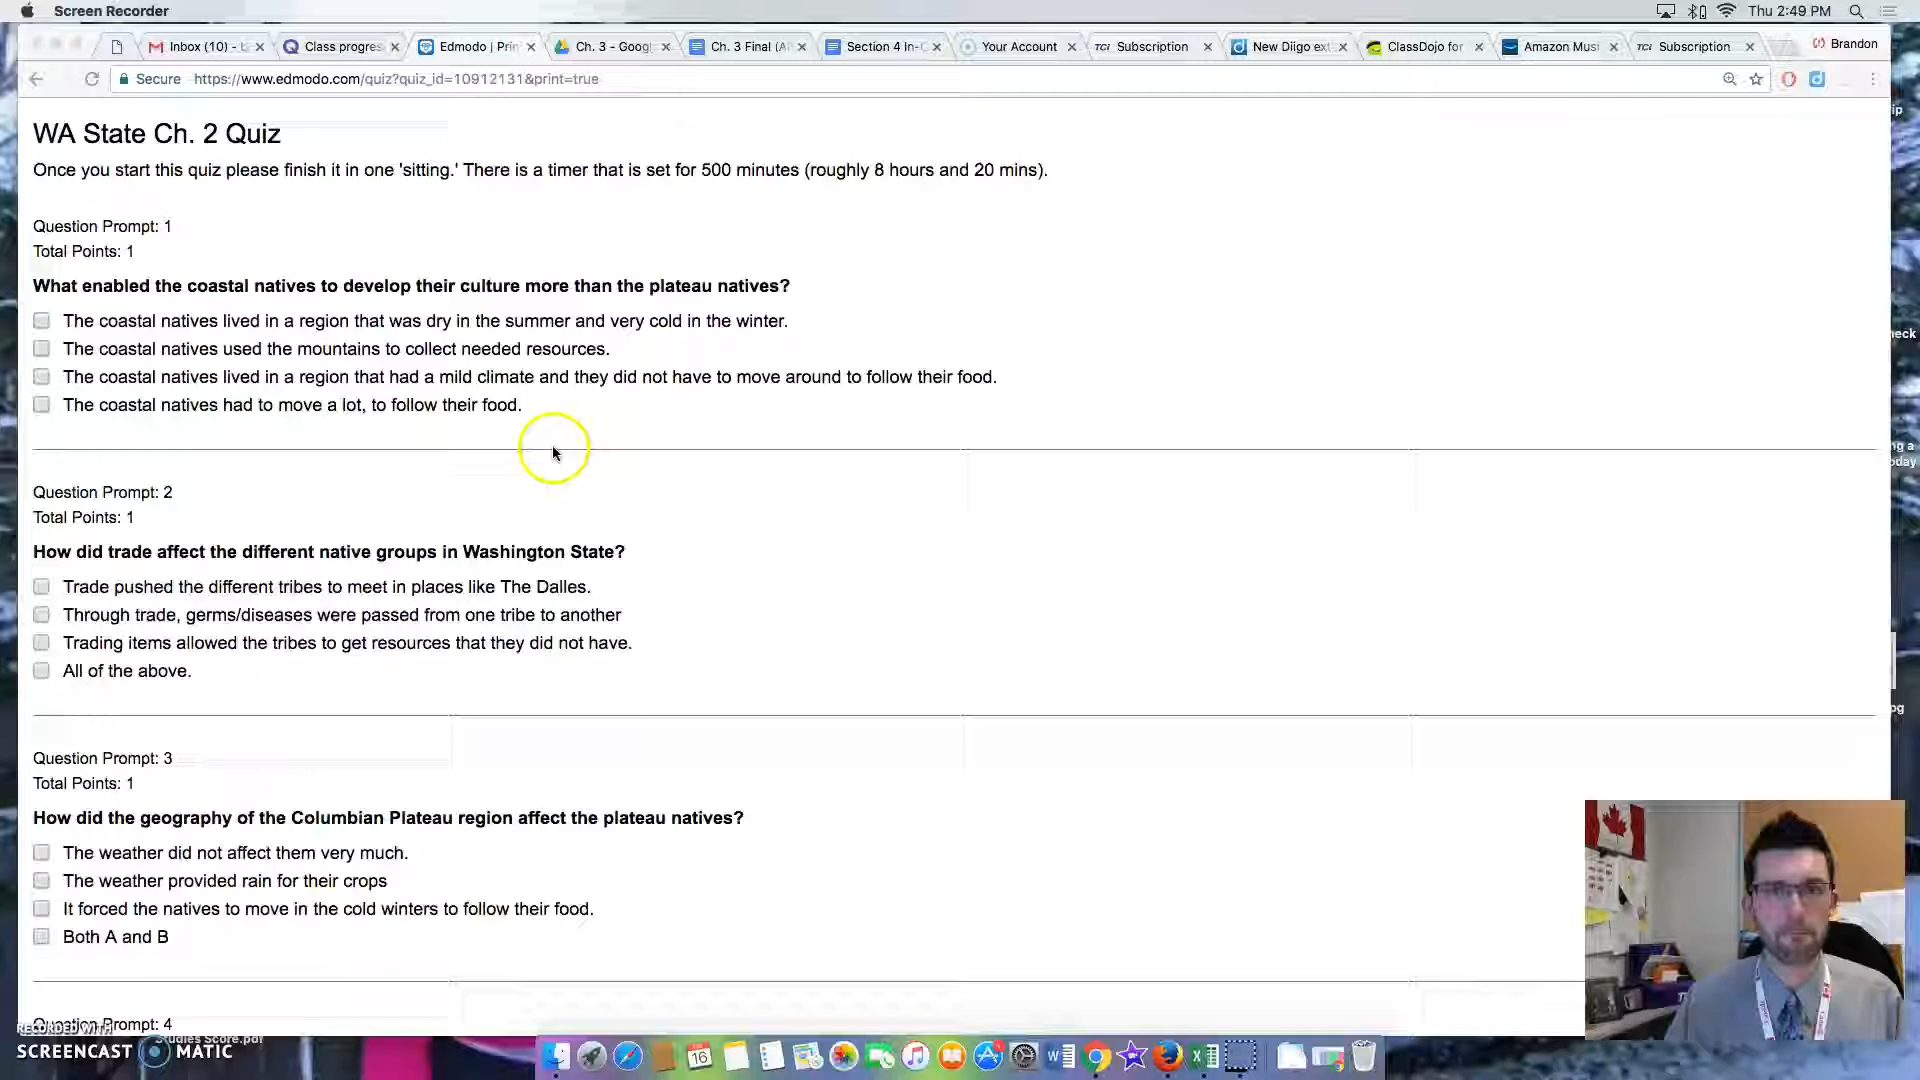 Screen Recorder
Thu 2:49 PM
Inbox (10) -
Class progres
Edmodo | Prin
Ch. 3 - Goog
Ch. 3 Final (A
Section 4 In-C
Your Account
TCi Subscription
New Diigo ext
ClassDojo for
Amazon Musi
TCi Subscription
Brandon
Secure https://www.edmodo.com/quiz?quiz_id=10912131&print=true
WA State Ch. 2 Quiz
Once you start this quiz please finish it in one 'sitting.' There is a timer that is set for 500 minutes (roughly 8 hours and 20 mins).
Question Prompt: 1
Total Points: 1
What enabled the coastal natives to develop their culture more than the plateau natives?
The coastal natives lived in a region that was dry in the summer and very cold in the winter.
The coastal natives used the mountains to collect needed resources.
The coastal natives lived in a region that had a mild climate and they did not have to move around to follow their food.
The coastal natives had to move a lot, to follow their food.
Question Prompt: 2
Total Points: 1
How did trade affect the different native groups in Washington State?
Trade pushed the different tribes to meet in places like The Dalles.
Through trade, germs/diseases were passed from one tribe to another
Trading items allowed the tribes to get resources that they did not have.
All of the above.
Question Prompt: 3
Total Points: 1
How did the geography of the Columbian Plateau region affect the plateau natives?
The weather did not affect them very much.
The weather provided rain for their crops
It forced the natives to move in the cold winters to follow their food.
Both A and B
Question Prompt: 4
RECORDED WITH
SCREENCAST MATIC
Studies Score.pdf
16